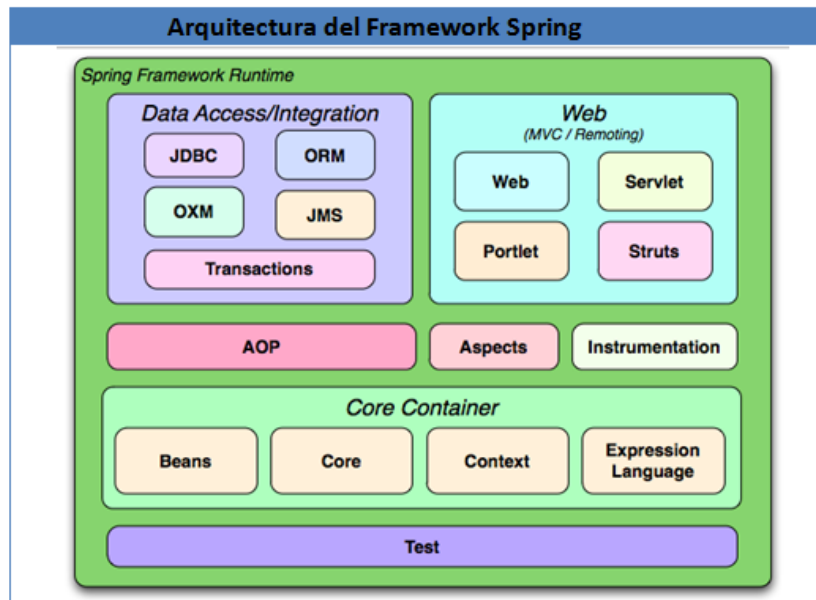 Arquitectura del Framework Spring
Spring Framework Runtime
Data Access/Integration
JDBC
ORM
OXM
JMS
Transactions
Web
(MVC / Remoting)
Web
Servlet
Portlet
Struts
AOP
Aspects
Instrumentation
Core Container
Beans
Core
Context
Expression
Language
Test